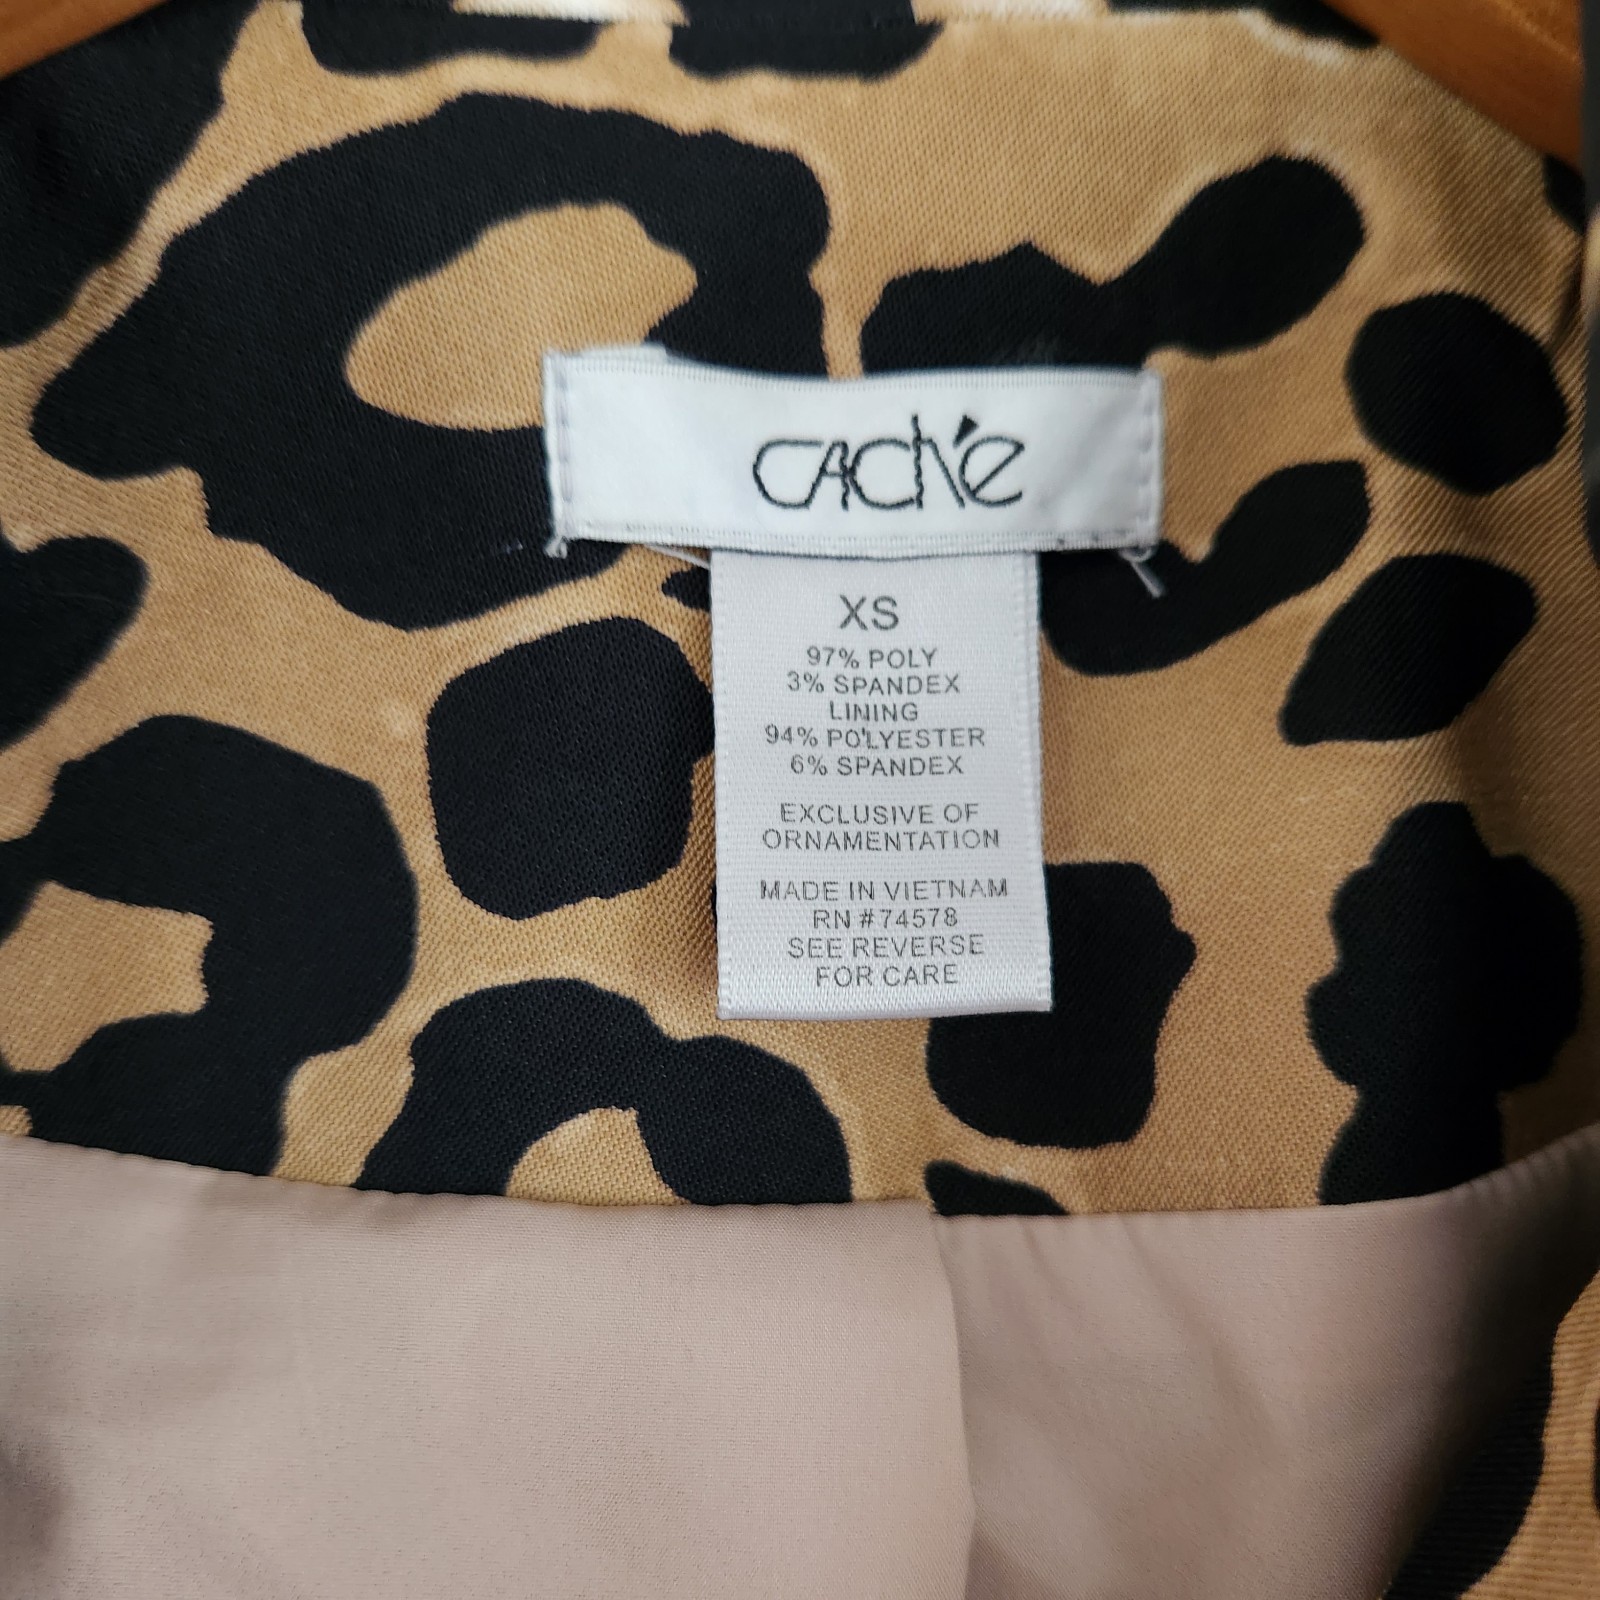 caché
XS
97% POLY
3% SPANDEX
LINING
94% POLYESTER
6% SPANDEX
EXCLUSIVE OF
ORNAMENTATION
MADE IN VIETNAM
RN #74578
SEE REVERSE
FOR CARE